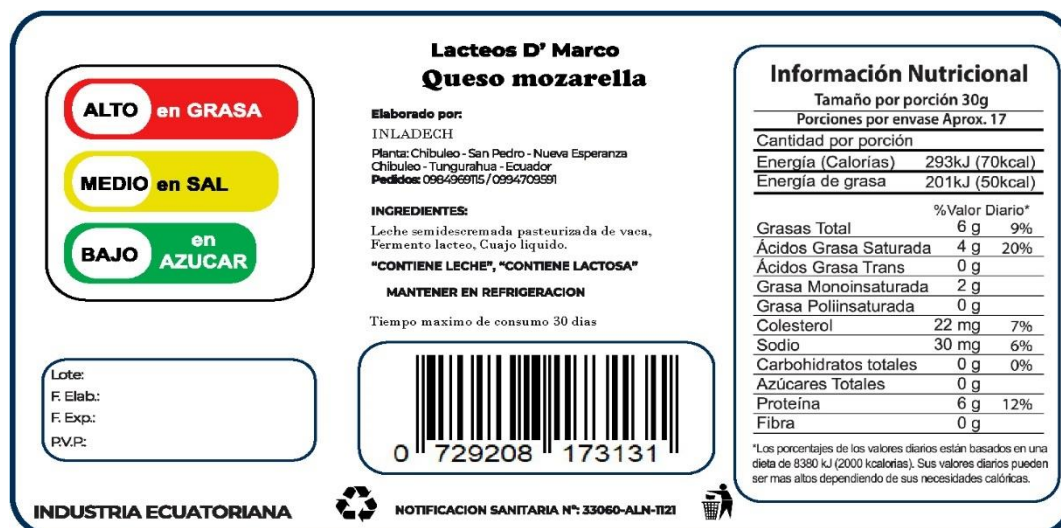 ALTO en GRASA
MEDIO en SAL
BAJO en AZUCAR
Lote:
F. Elab.:
F. Exp.:
P.V.P.:
INDUSTRIA ECUATORIANA
Lacteos D' Marco
Queso mozarella
Elaborado por:
INLADECH
Planta: Chibuleo - San Pedro - Nueva Esperanza
Chibuleo - Tungurahua - Ecuador
Pedidos: 0984969115 / 0994709591
INGREDIENTES:
Leche semidescremada pasteurizada de vaca,
Fermento lacteo, Cuajo liquido.
"CONTIENE LECHE", "CONTIENE LACTOSA"
MANTENER EN REFRIGERACION
Tiempo maximo de consumo 30 dias
0 729208 173131
NOTIFICACION SANITARIA Nº: 33060-ALN-1121
Información Nutricional
Tamaño por porción 30g
Porciones por envase Aprox. 17
Cantidad por porción
Energía (Calorías) 293kJ (70kcal)
Energía de grasa 201kJ (50kcal)
%Valor Diario*
Grasas Total 6 g 9%
Ácidos Grasa Saturada 4 g 20%
Ácidos Grasa Trans 0 g
Grasa Monoinsaturada 2 g
Grasa Poliinsaturada 0 g
Colesterol 22 mg 7%
Sodio 30 mg 6%
Carbohidratos totales 0 g 0%
Azúcares Totales 0 g
Proteína 6 g 12%
Fibra 0 g
*Los porcentajes de los valores diarios están basados en una
dieta de 8380 kJ (2000 kcalorias). Sus valores diarios pueden
ser mas altos dependiendo de sus necesidades calóricas.